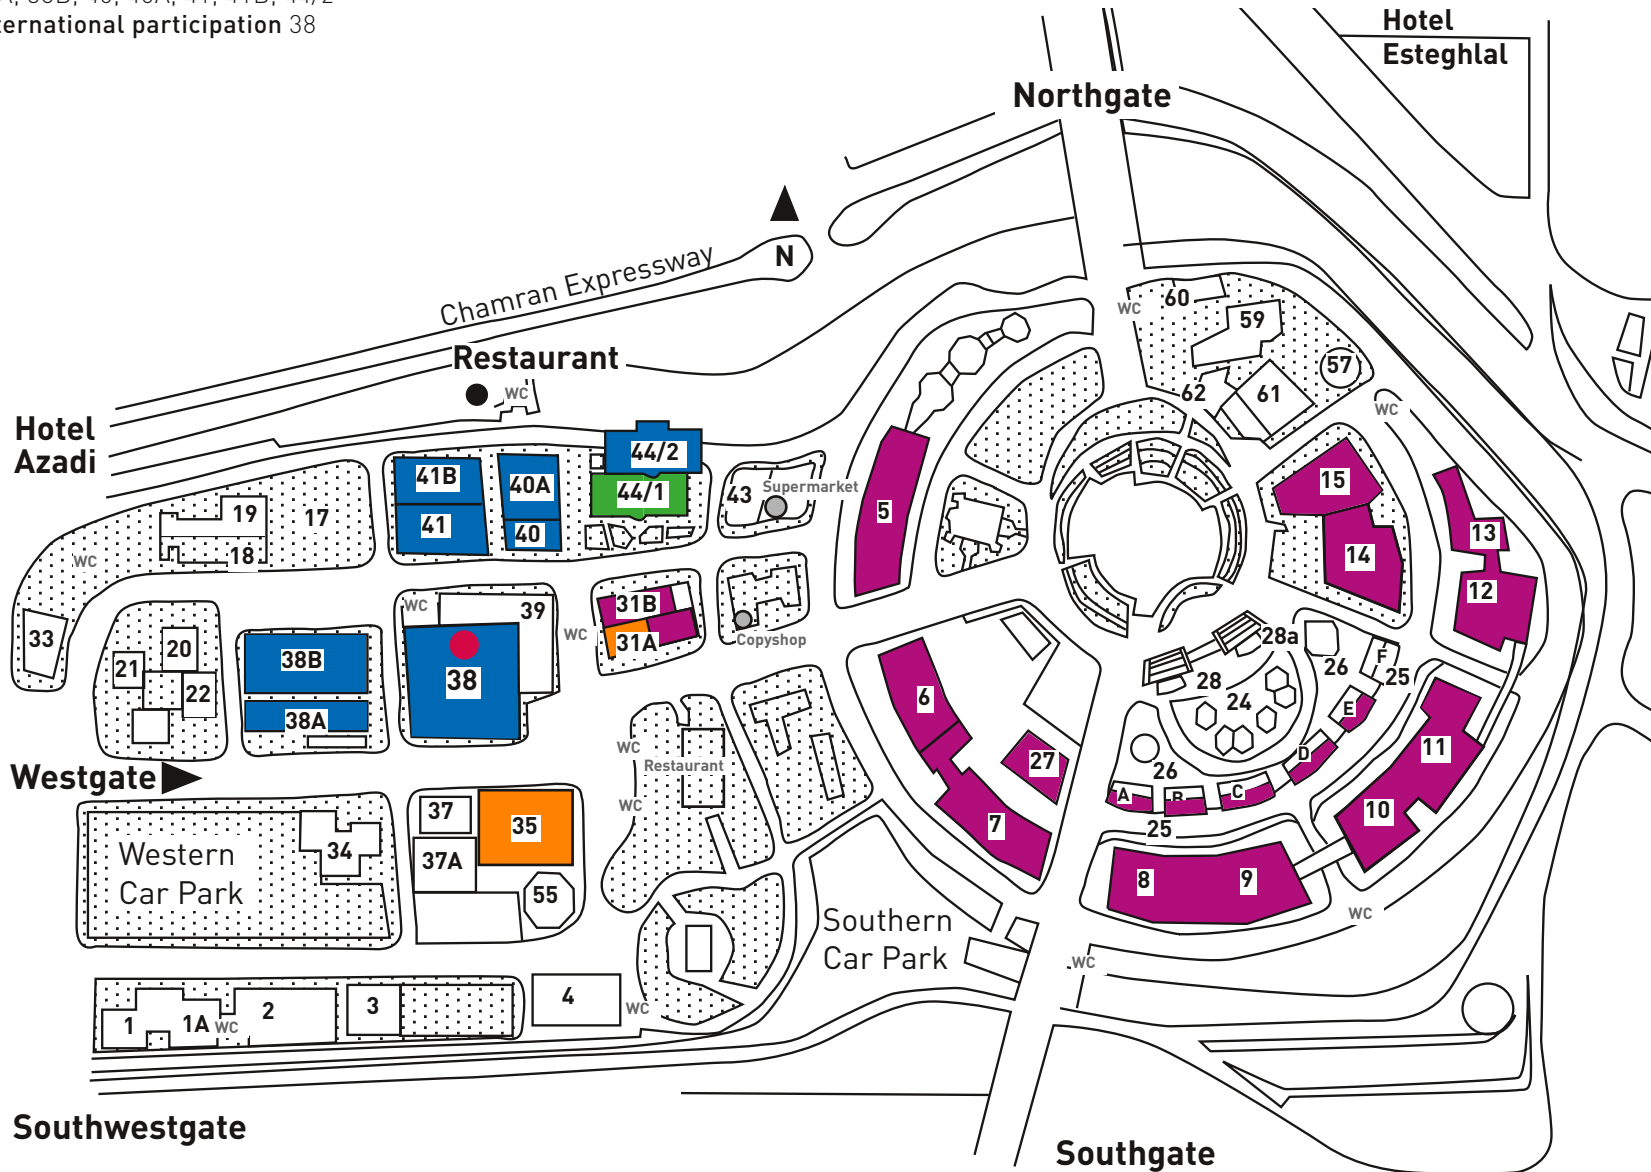 ternational participation 38
Hotel
Esteghlal
Northgate
N
Chamran Expressway
WC
60
59
57
62
61
WC
Restaurant
WC
Hotel
Azadi
41B
40A
44/2
41
40
44/1
43
Supermarket
5
15
14
13
12
19
17
18
WC
33
WC
39
WC
31B
31A
Copyshop
20
21
22
38B
38A
38
28a
28
24
26
F
25
E
D
C
B
A
26
25
6
27
7
11
10
8
9
WC
Westgate
WC
Restaurant
WC
Western
Car Park
34
37
35
37A
55
Southern
Car Park
WC
1
1A
WC
2
3
4
WC
Southwestgate
Southgate